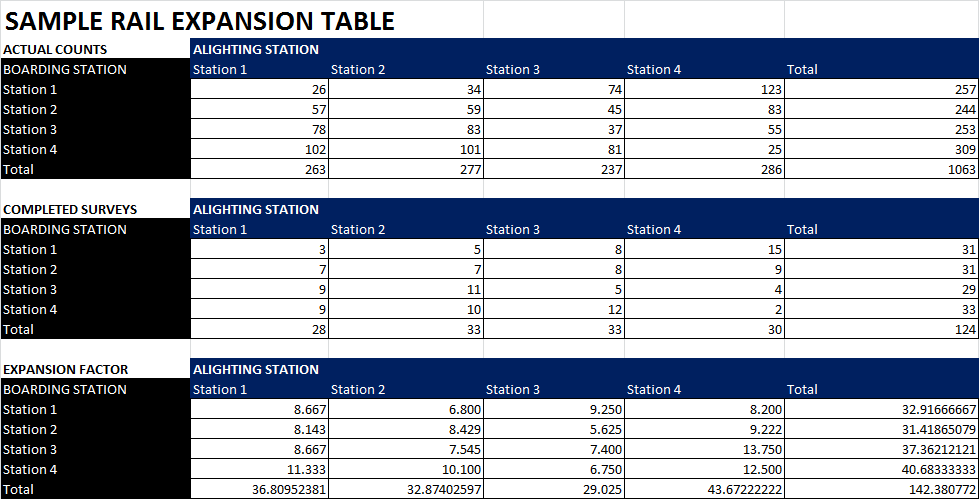 SAMPLE RAIL EXPANSION TABLE
ACTUAL COUNTS ALIGHTING STATION
BOARDING STATION Station 1 Station 2 Station 3 Station 4 Total
Station 1 26 34 74 123 257
Station 2 57 59 45 83 244
Station 3 78 83 37 55 253
Station 4 102 101 81 25 309
Total 263 277 237 286 1063
COMPLETED SURVEYS ALIGHTING STATION
BOARDING STATION Station 1 Station 2 Station 3 Station 4 Total
Station 1 3 5 8 15 31
Station 2 7 7 8 9 31
Station 3 9 11 5 4 29
Station 4 9 10 12 2 33
Total 28 33 33 30 124
EXPANSION FACTOR ALIGHTING STATION
BOARDING STATION Station 1 Station 2 Station 3 Station 4 Total
Station 1 8.667 6.800 9.250 8.200 32.91666667
Station 2 8.143 8.429 5.625 9.222 31.41865079
Station 3 8.667 7.545 7.400 13.750 37.36212121
Station 4 11.333 10.100 6.750 12.500 40.68333333
Total 36.80952381 32.87402597 29.025 43.67222222 142.380772